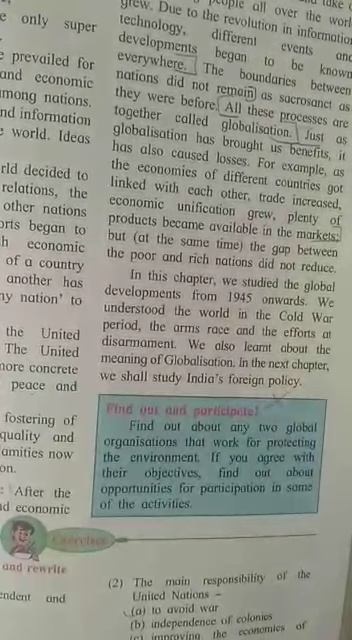 e only super
prevailed for
and economic
among nations.
nd information
e world. Ideas
rld decided to
relations, the
other nations
orts began to
h economic
of a country
another has
ny nation' to
the United
The United
more concrete
peace and
fostering of
quality and
amities now
on.
: After the
nd economic
grew. Due to the revolution in information
technology, different events and
developments began to be known
everywhere. The boundaries between
nations did not remain as sacrosanct as
they were before. All these processes are
together called globalisation. Just as
globalisation has brought us benefits, it
has also caused losses. For example, as
the economies of different countries got
linked with each other, trade increased,
economic unification grew, plenty of
products became available in the markets;
but (at the same time) the gap between
the poor and rich nations did not reduce.
In this chapter, we studied the global
developments from 1945 onwards. We
understood the world in the Cold War
period, the arms race and the efforts at
disarmament. We also learnt about the
meaning of Globalisation. In the next chapter,
we shall study India's foreign policy.
Find out and participate!
Find out about any two global
organisations that work for protecting
the environment. If you agree with
their objectives, find out about
opportunities for participation in some
of the activities.
Exercises
and rewrite
endent and
(2) The main responsibility of the
United Nations -
(a) to avoid war
(b) independence of colonies
(c) improving the economies of